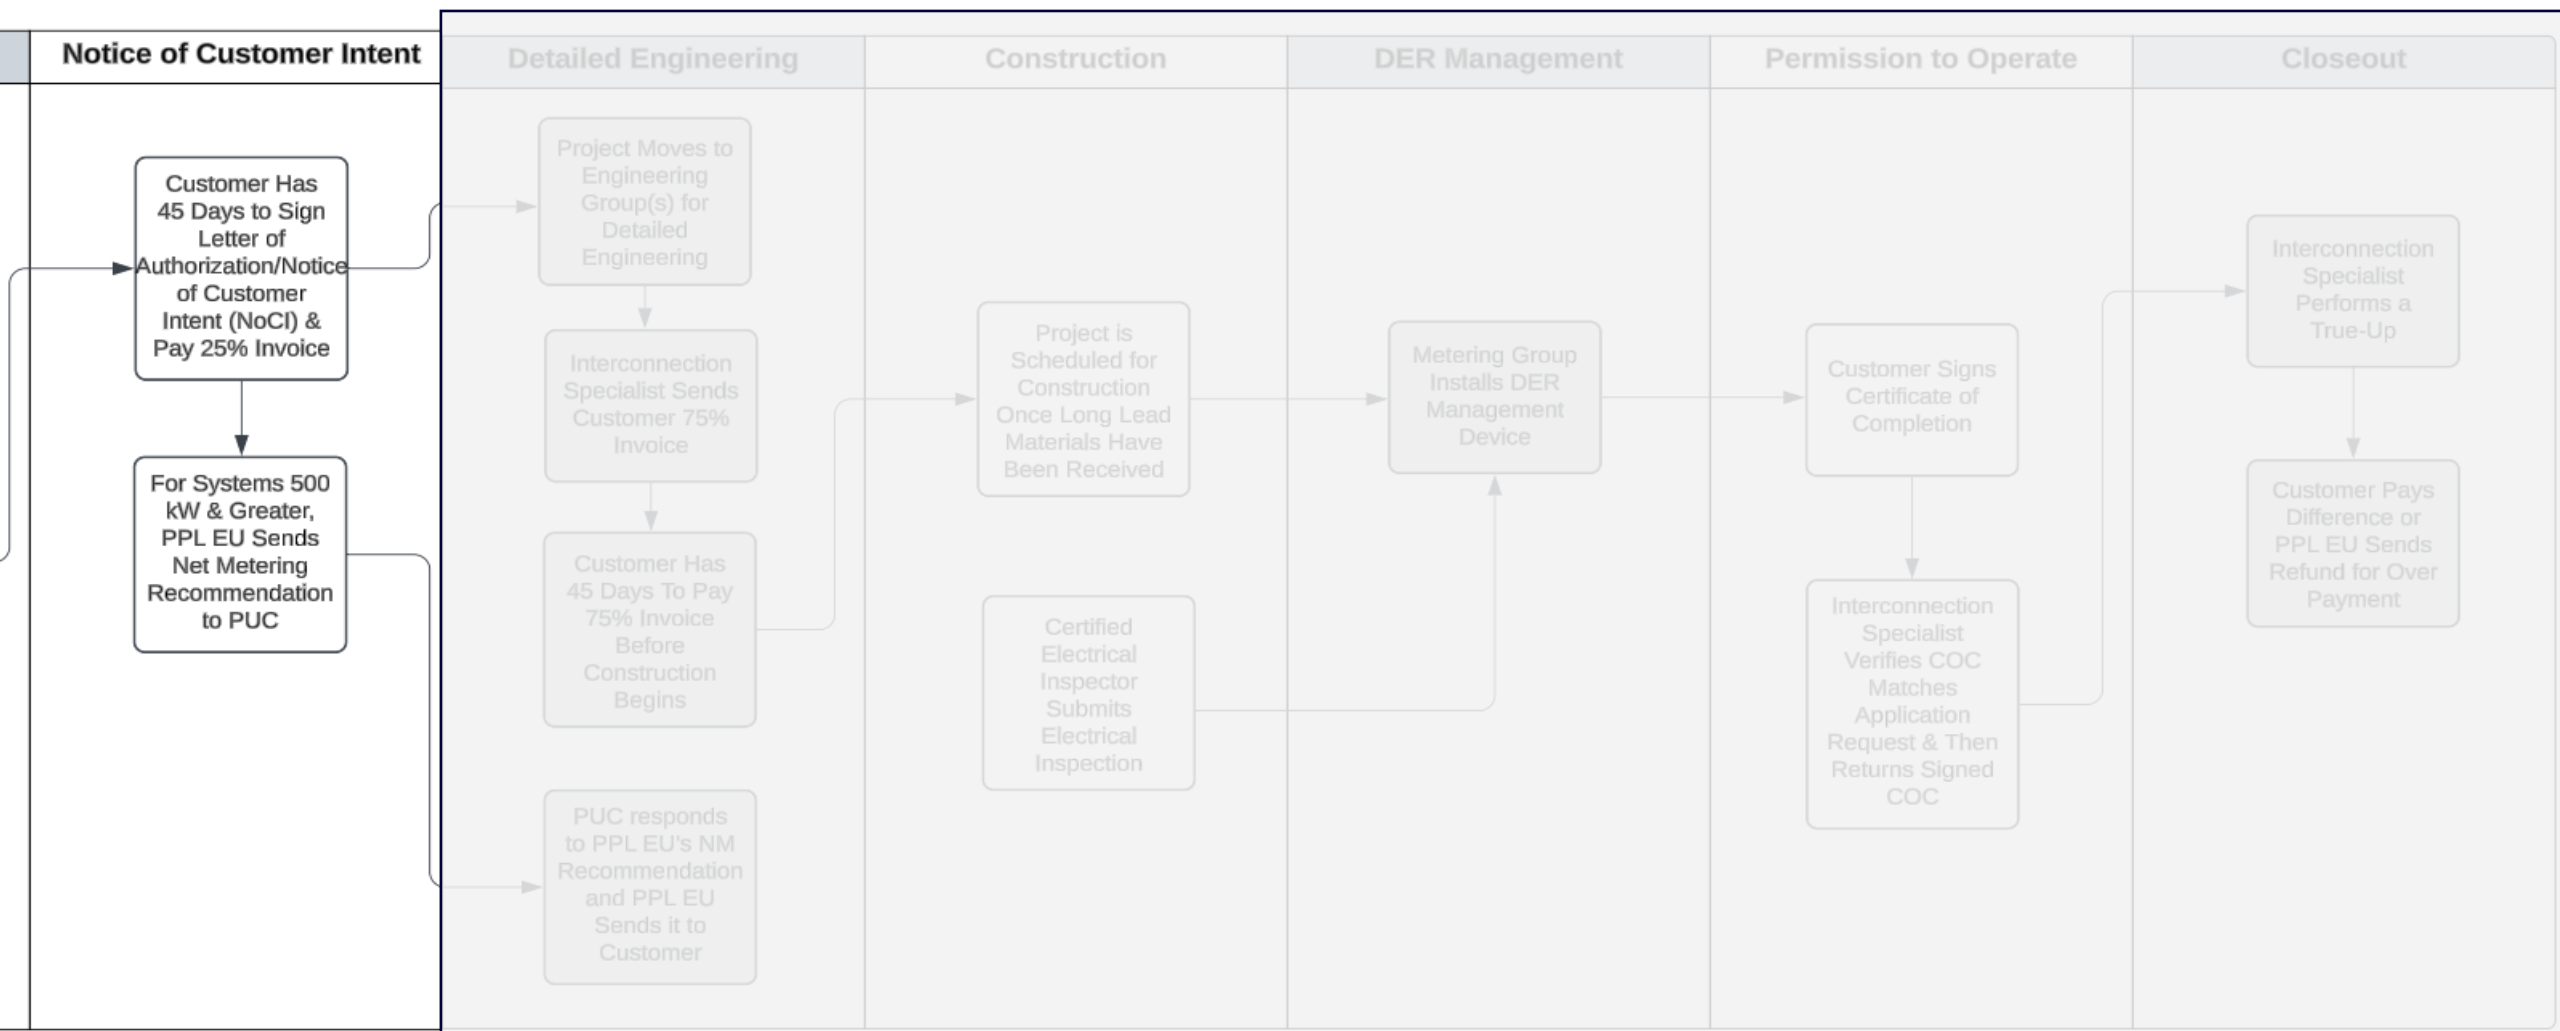 Notice of Customer Intent
Detailed Engineering
Construction
DER Management
Permission to Operate
Closeout
Customer Has
45 Days to Sign
Letter of
Authorization/Notice
of Customer
Intent (NoCI) &
Pay 25% Invoice
For Systems 500
kW & Greater,
PPL EU Sends
Net Metering
Recommendation
to PUC
Project Moves to
Engineering
Group(s) for
Detailed
Engineering
Interconnection
Specialist Sends
Customer 75%
Invoice
Customer Has
45 Days To Pay
75% Invoice
Before
Construction
Begins
PUC responds
to PPL EU's NM
Recommendation
and PPL EU
Sends it to
Customer
Project is
Scheduled for
Construction
Once Long Lead
Materials Have
Been Received
Certified
Electrical
Inspector
Submits
Electrical
Inspection
Metering Group
Installs DER
Management
Device
Customer Signs
Certificate of
Completion
Interconnection
Specialist
Verifies COC
Matches
Application
Request & Then
Returns Signed
COC
Interconnection
Specialist
Performs a
True-Up
Customer Pays
Difference or
PPL EU Sends
Refund for Over
Payment